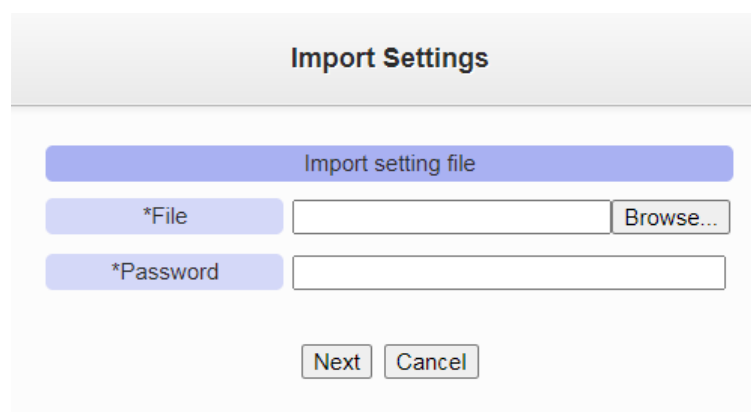 Import Settings
Import setting file
*File Browse...
*Password
Next Cancel